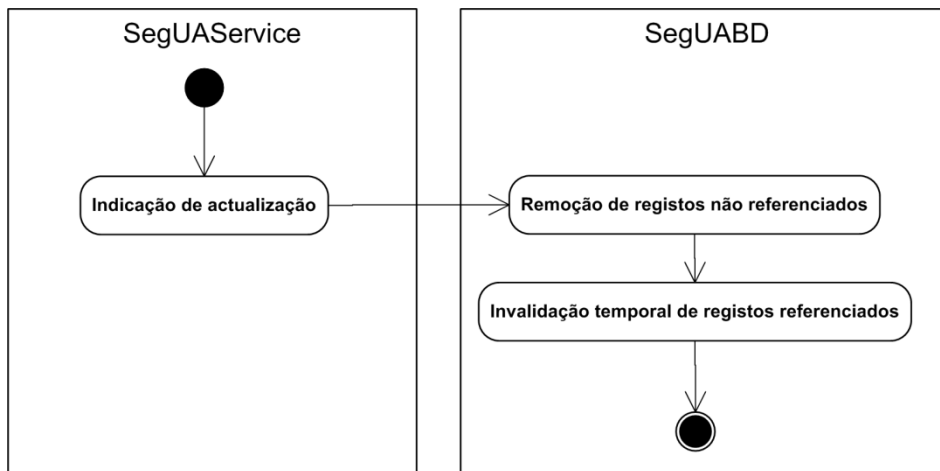 SegUAService
SegUABD
Indicação de actualização
Remoção de registos não referenciados
Invalidação temporal de registos referenciados